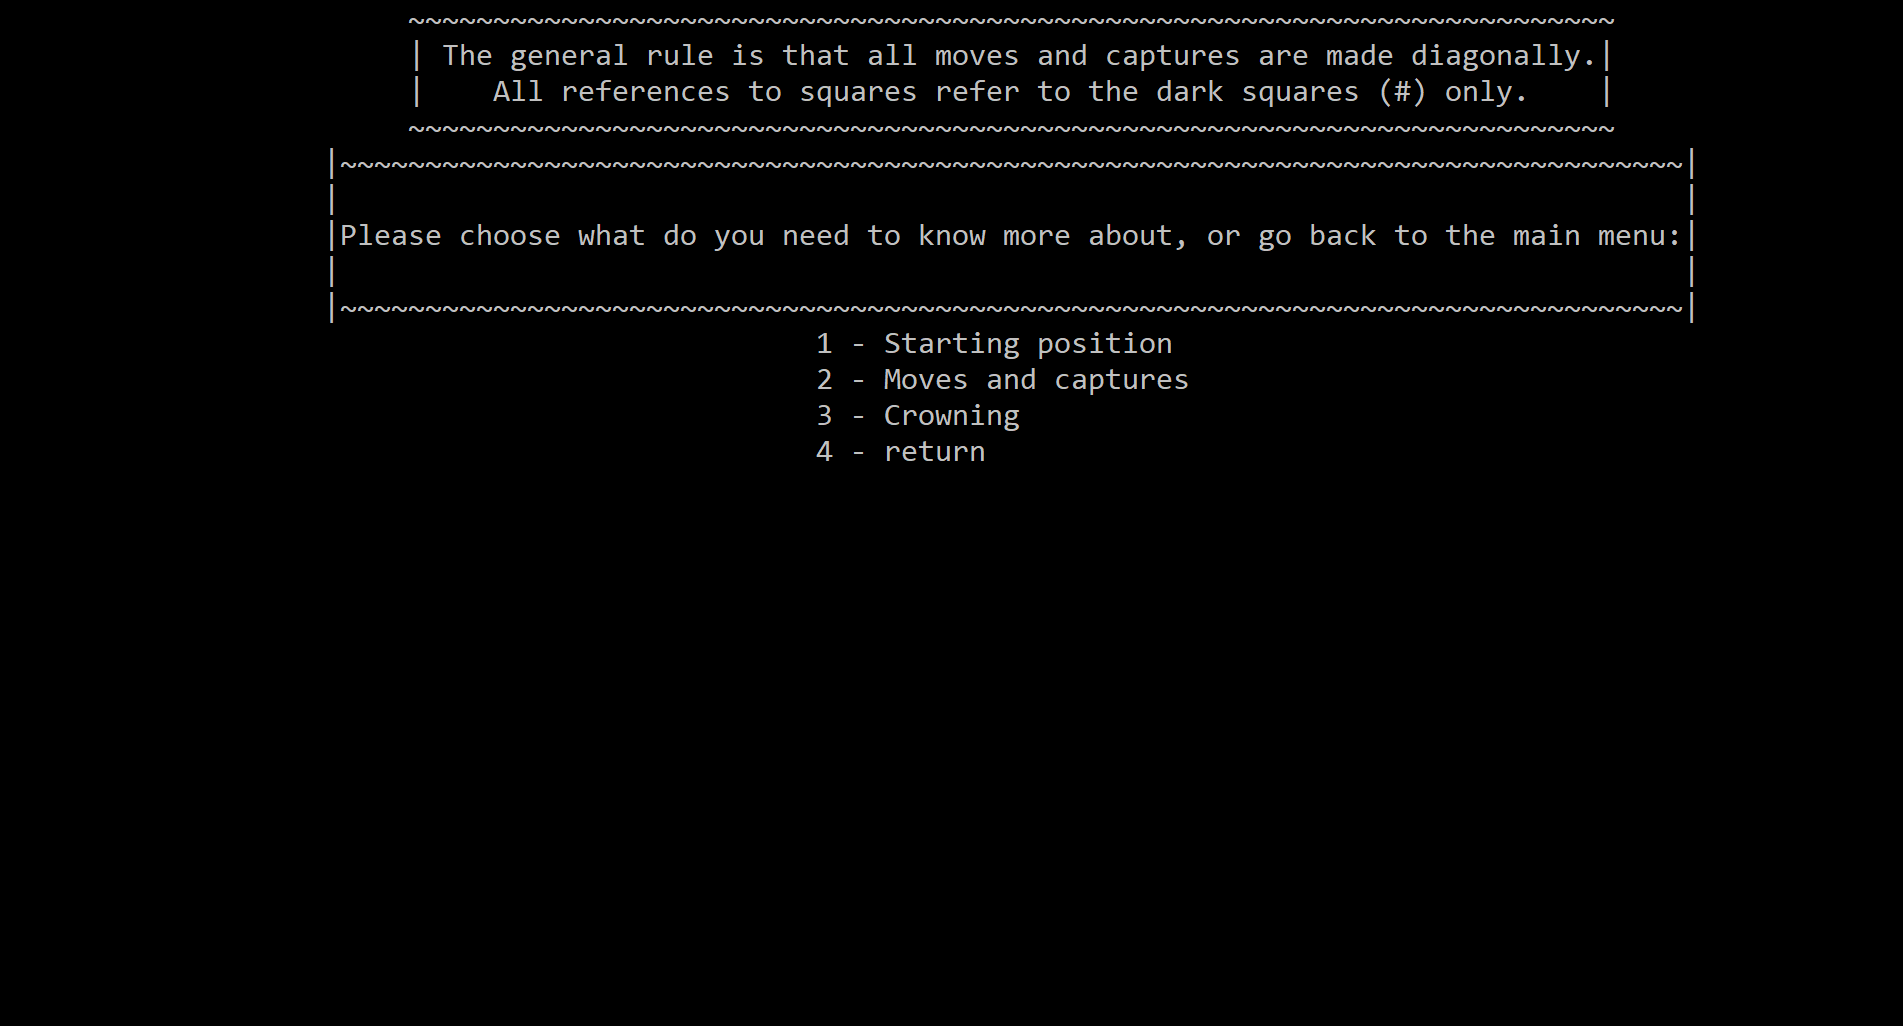 ~~~~~~~~~~~~~~~~~~~~~~~~~~~~~~~~~~~~~~~~~~~~~~~~~~~~~~~~~~~~~~~~~~~~~~~
| The general rule is that all moves and captures are made diagonally.|
|    All references to squares refer to the dark squares (#) only.    |
~~~~~~~~~~~~~~~~~~~~~~~~~~~~~~~~~~~~~~~~~~~~~~~~~~~~~~~~~~~~~~~~~~~~~~~
|~~~~~~~~~~~~~~~~~~~~~~~~~~~~~~~~~~~~~~~~~~~~~~~~~~~~~~~~~~~~~~~~~~~~~~~~~~~~~~~|
|                                                                               |
|Please choose what do you need to know more about, or go back to the main menu:|
|                                                                               |
|~~~~~~~~~~~~~~~~~~~~~~~~~~~~~~~~~~~~~~~~~~~~~~~~~~~~~~~~~~~~~~~~~~~~~~~~~~~~~~~|
1 - Starting position
2 - Moves and captures
3 - Crowning
4 - return